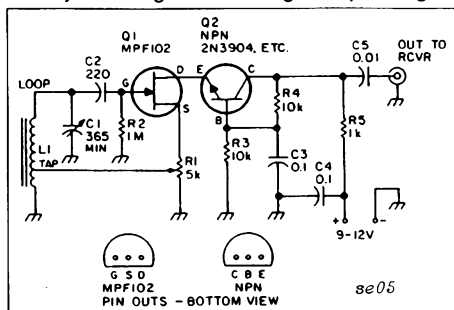 Q1
MPF102
Q2
NPN
2N3904, ETC.
C5
0.01
OUT TO
RCVR
C2
220
LOOP
G
D
S
E
C
B
C1
365
MIN
R2
1M
L1
TAP
R1
5k
R3
10k
R4
10k
C3
0.1
C4
0.1
R5
1k
+
-
9-12V
G S D
MPF102
C B E
NPN
PIN OUTS - BOTTOM VIEW
se05